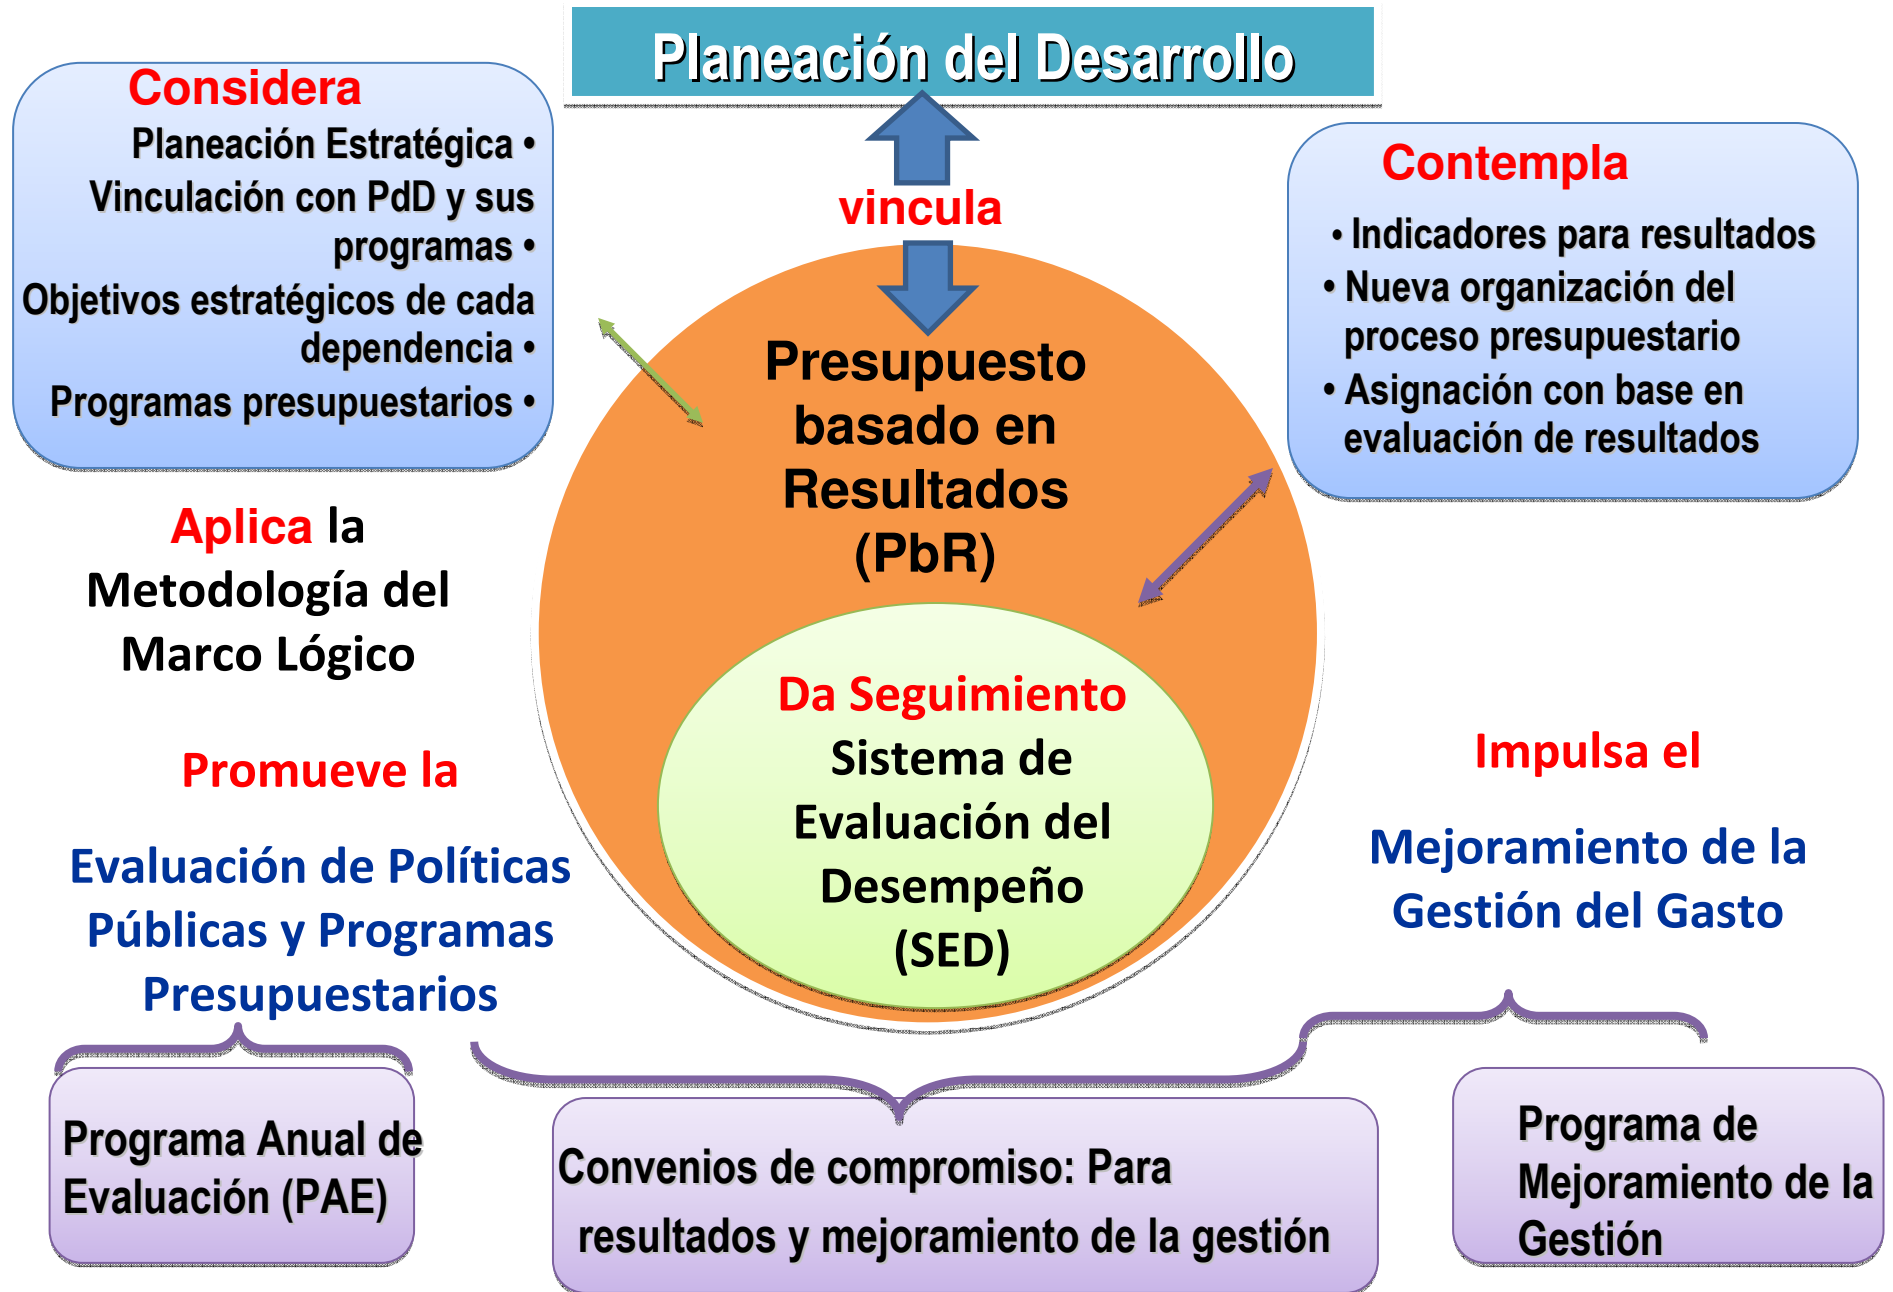 Planeación del Desarrollo
Considera
Planeación Estratégica •
Vinculación con PdD y sus
programas •
Objetivos estratégicos de cada
dependencia •
Programas presupuestarios •
vincula
Contempla
• Indicadores para resultados
• Nueva organización del
proceso presupuestario
• Asignación con base en
evaluación de resultados
Presupuesto
basado en
Resultados
(PbR)
Aplica la
Metodología del
Marco Lógico
Da Seguimiento
Sistema de
Evaluación del
Desempeño
(SED)
Promueve la
Evaluación de Políticas
Públicas y Programas
Presupuestarios
Impulsa el
Mejoramiento de la
Gestión del Gasto
Programa Anual de
Evaluación (PAE)
Convenios de compromiso: Para
resultados y mejoramiento de la gestión
Programa de
Mejoramiento de la
Gestión